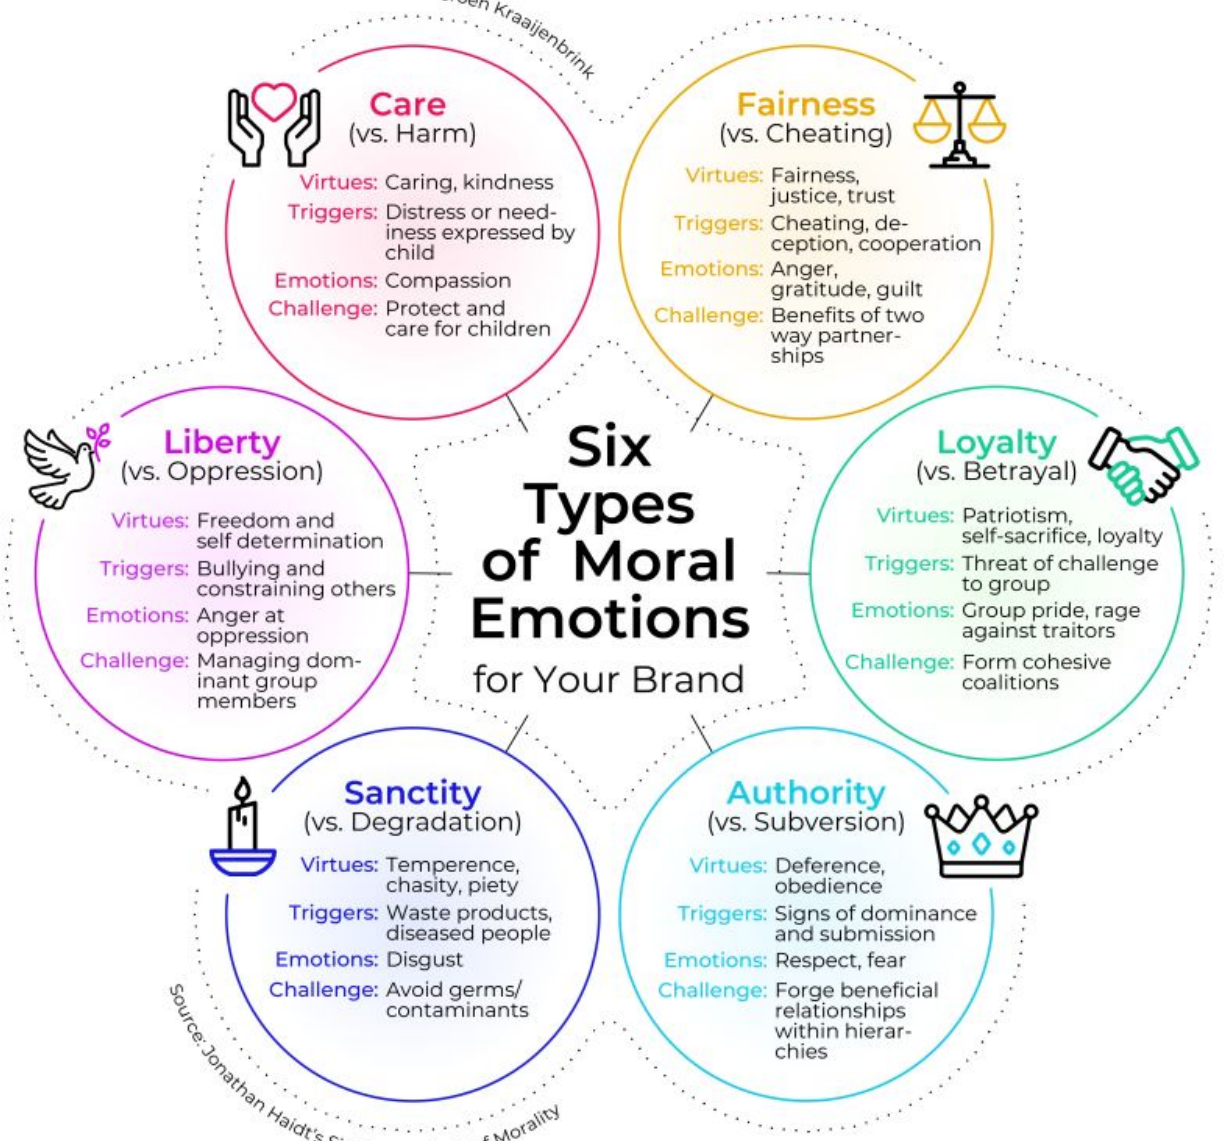 Kraaijenbrink
Care
(vs. Harm)
Virtues: Caring, kindness
Triggers: Distress or need-
iness expressed by
child
Emotions: Compassion
Challenge: Protect and
care for children
Fairness
(vs. Cheating)
Virtues: Fairness,
justice, trust
Triggers: Cheating, de-
ception, cooperation
Emotions: Anger,
gratitude, guilt
Challenge: Benefits of two
way partner-
ships
Liberty
(vs. Oppression)
Virtues: Freedom and
self determination
Triggers: Bullying and
constraining others
Emotions: Anger at
oppression
Challenge: Managing dom-
inant group
members
Six
Types
of Moral
Emotions
for Your Brand
Loyalty
(vs. Betrayal)
Virtues: Patriotism,
self-sacrifice, loyalty
Triggers: Threat of challenge
to group
Emotions: Group pride, rage
against traitors
Challenge: Form cohesive
coalitions
Sanctity
(vs. Degradation)
Virtues: Temperence,
chasity, piety
Triggers: Waste products,
diseased people
Emotions: Disgust
Challenge: Avoid germs/
contaminants
Authority
(vs. Subversion)
Virtues: Deference,
obedience
Triggers: Signs of dominance
and submission
Emotions: Respect, fear
Challenge: Forge beneficial
relationships
within hierar-
chies
Source: Jonathan Haidt's
of Morality